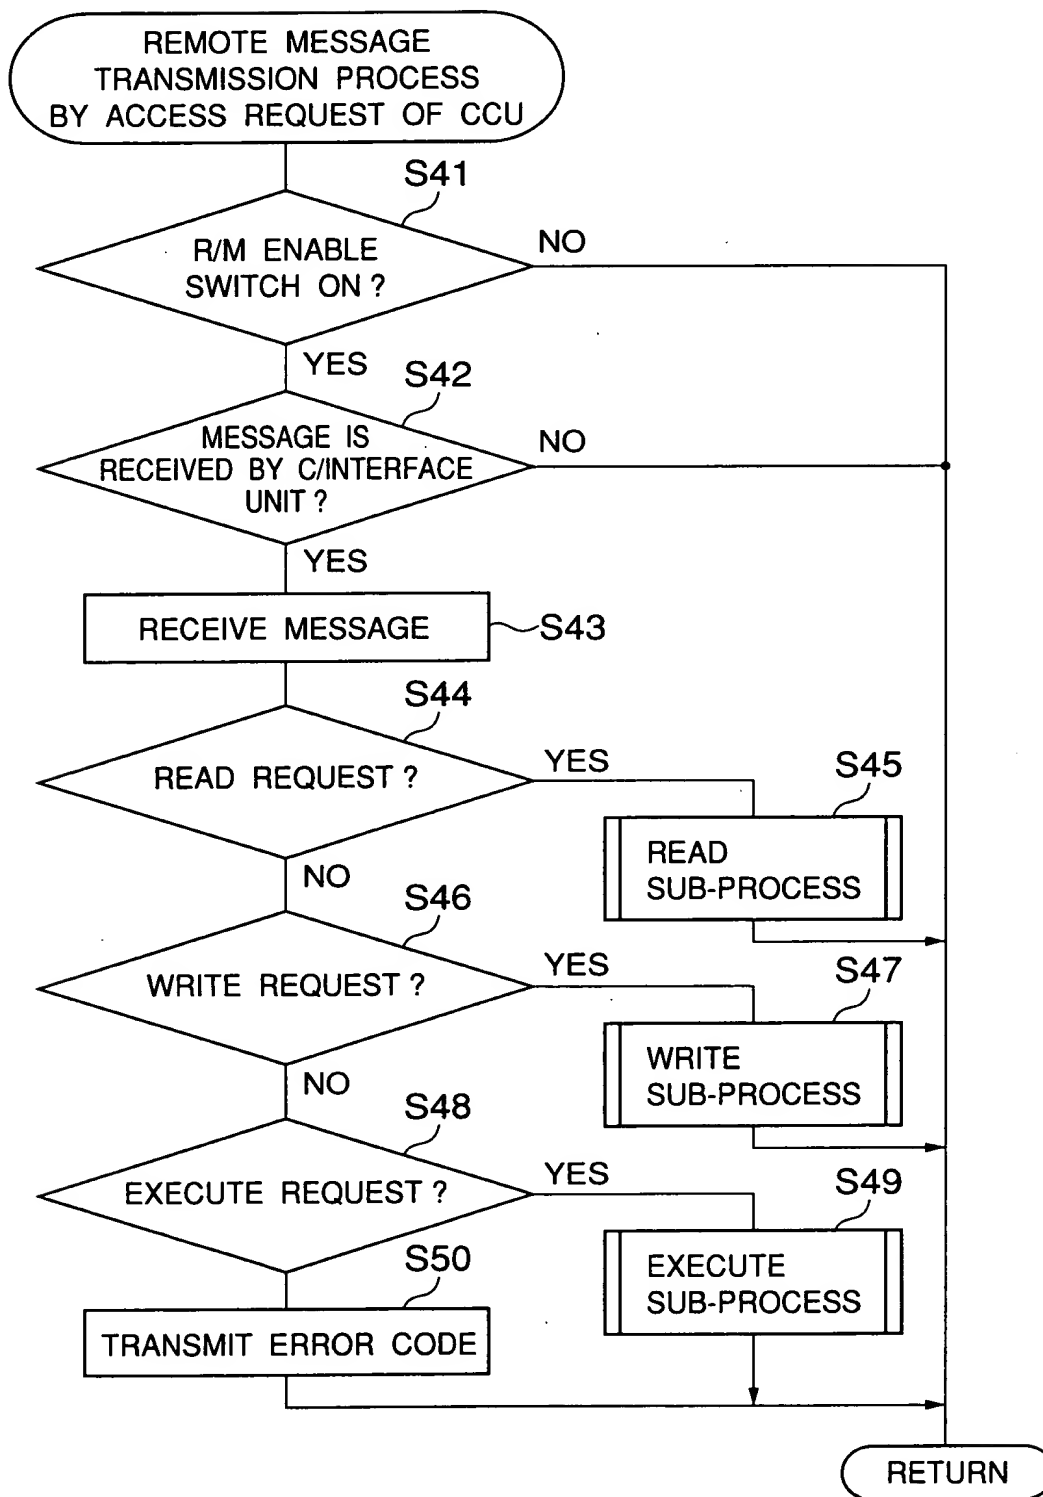 REMOTE MESSAGE
TRANSMISSION PROCESS
BY ACCESS REQUEST OF CCU
S41
R/M ENABLE
SWITCH ON ?
NO
YES
S42
MESSAGE IS
RECEIVED BY C/INTERFACE
UNIT ?
NO
YES
RECEIVE MESSAGE
S43
S44
READ REQUEST ?
YES
S45
READ
SUB-PROCESS
NO
S46
WRITE REQUEST ?
YES
S47
WRITE
SUB-PROCESS
NO
S48
EXECUTE REQUEST ?
YES
S49
EXECUTE
SUB-PROCESS
S50
TRANSMIT ERROR CODE
RETURN